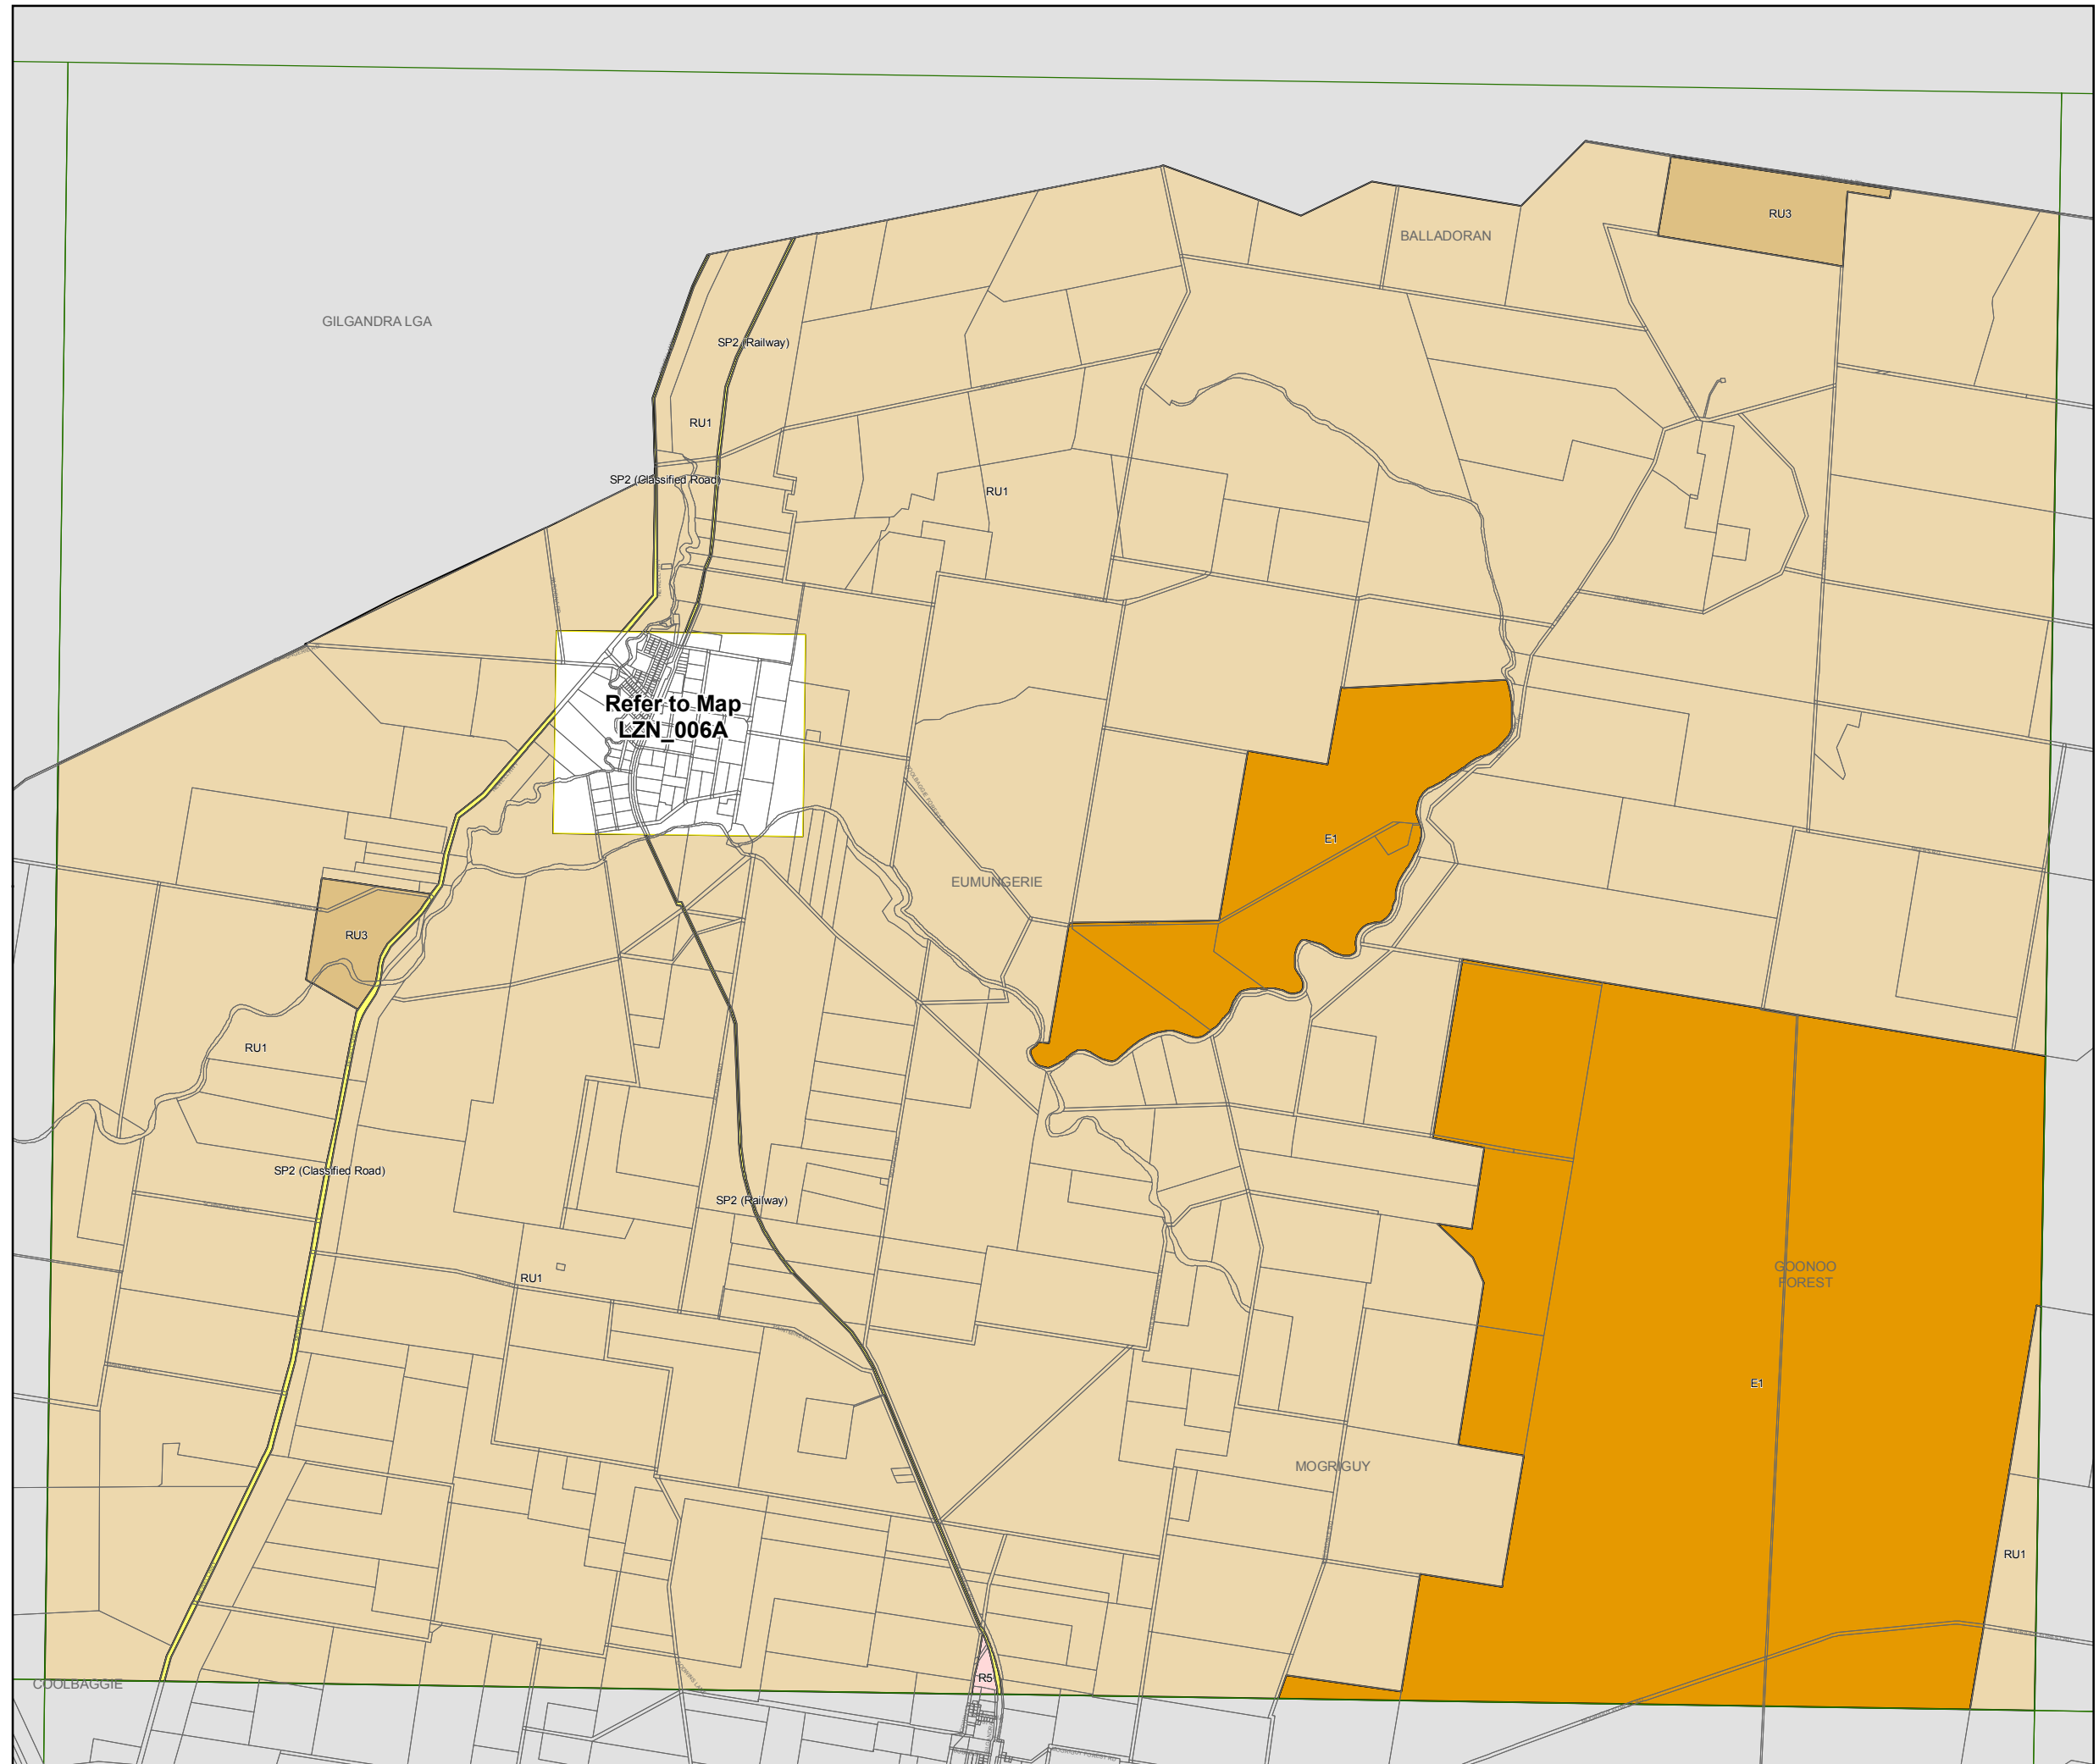 RU3
BALLADORAN
GILGANDRA LGA
SP2 (Railway)
RU1
SP2 (Classified Road)
RU1
Refer to Map
LZN_006A
E1
EUMUNGERIE
RU3
RU1
SP2 (Classified Road)
SP2 (Railway)
GOONOO
FOREST
RU1
E1
MOGRIGUY
RU1
R5
COOLBAGGIE